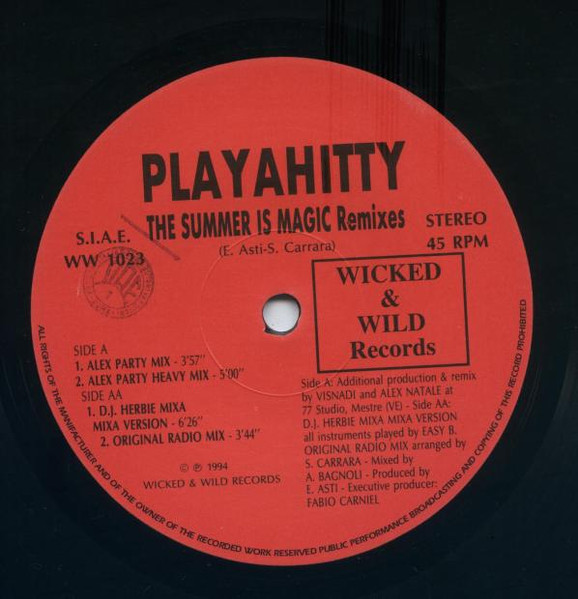 PLAYAHITTY
THE SUMMER IS MAGIC Remixes
(E. Asti-S. Carrara)
S.I.A.E.
WW 1023
STEREO
45 RPM
WICKED
&
WILD
Records
SIDE A
1. ALEX PARTY MIX - 3'57"
2. ALEX PARTY HEAVY MIX - 5'00"
SIDE AA
1. D.J. HERBIE MIXA
MIXA VERSION - 6'26"
2. ORIGINAL RADIO MIX - 3'44"
© ℗ 1994
WICKED & WILD RECORDS
Side A: Additional production & remix
by VISNADI and ALEX NATALE at
77 Studio, Mestre (VE) - Side AA:
D.J. HERBIE MIXA MIXA VERSION
all instruments played by EASY B.
ORIGINAL RADIO MIX arranged by
S. CARRARA - Mixed by
A. BAGNOLI - Produced by
E. ASTI - Executive producer:
FABIO CARNIEL
ALL RIGHTS OF THE MANUFACTURER AND OF THE OWNER OF THE RECORDED WORK RESERVED PUBLIC PERFORMANCE BROADCASTING AND COPYING OF THIS RECORD PROHIBITED